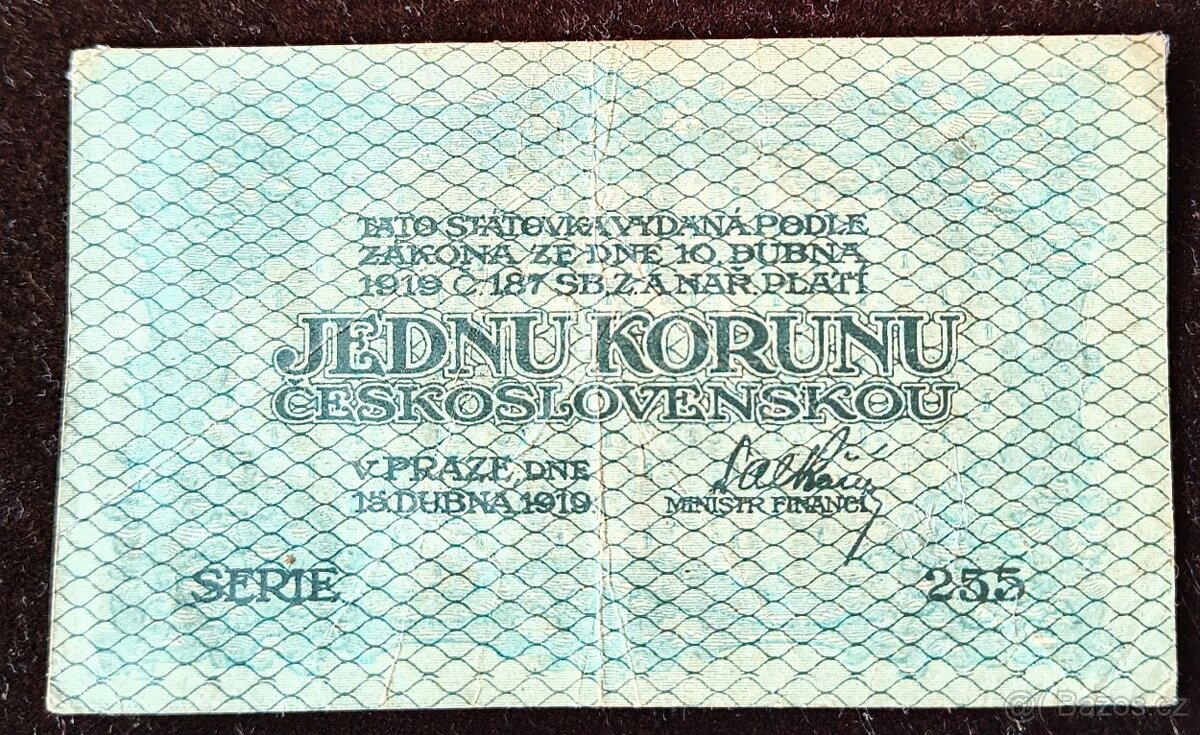 TATO STÁTOVKA VYDANÁ PODLE
ZÁKONA ZE DNE 10. DUBNA
1919 Č. 187 SB. Z. A NAŘ. PLATÍ
JEDNU KORUNU
ČESKOSLOVENSKOU
V PRAZE, DNE
15. DUBNA 1919
MINISTR FINANCÍ
SERIE 255
Bazos.cz